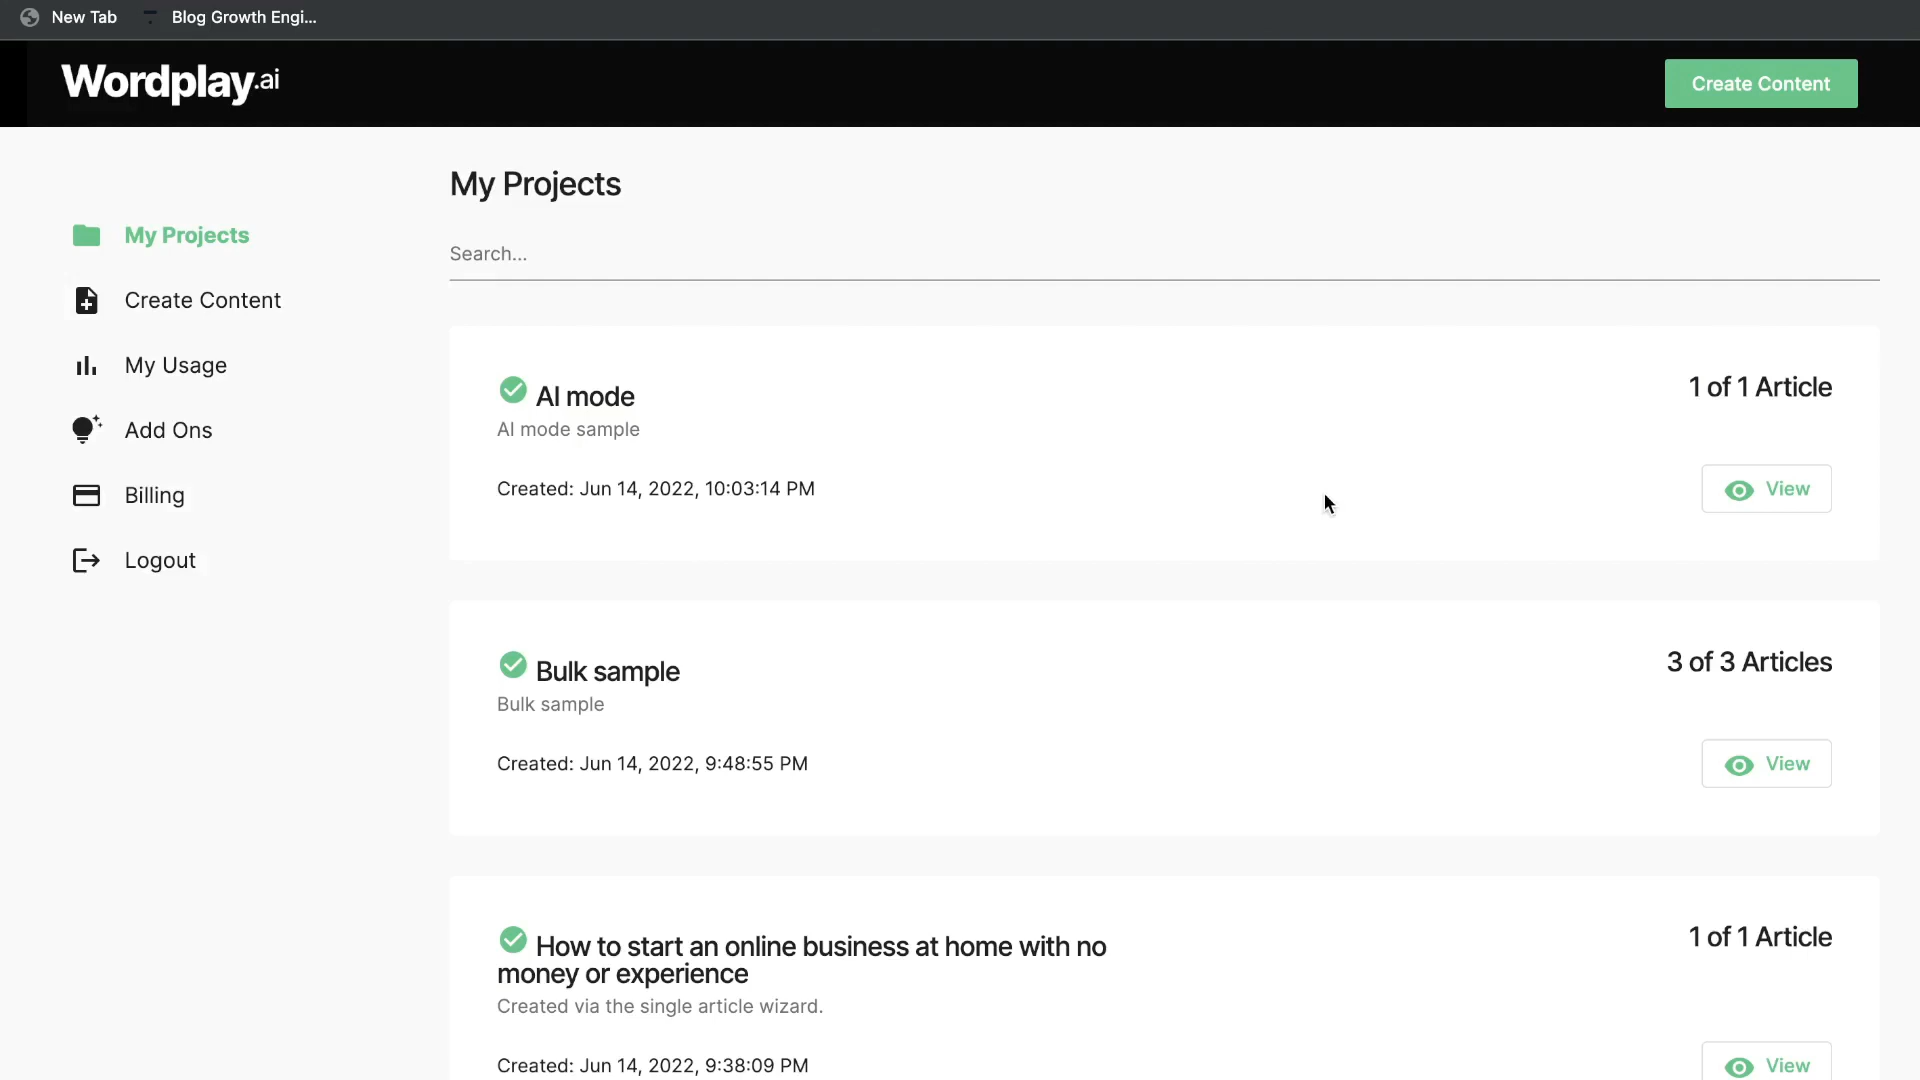 New Tab
Blog Growth Engi...
Wordplay.ai
Create Content
My Projects
Create Content
My Usage
Add Ons
Billing
Logout
My Projects
Search...
AI mode
1 of 1 Article
AI mode sample
Created: Jun 14, 2022, 10:03:14 PM
View
Bulk sample
3 of 3 Articles
Bulk sample
Created: Jun 14, 2022, 9:48:55 PM
View
How to start an online business at home with no
money or experience
1 of 1 Article
Created via the single article wizard.
Created: Jun 14, 2022, 9:38:09 PM
View